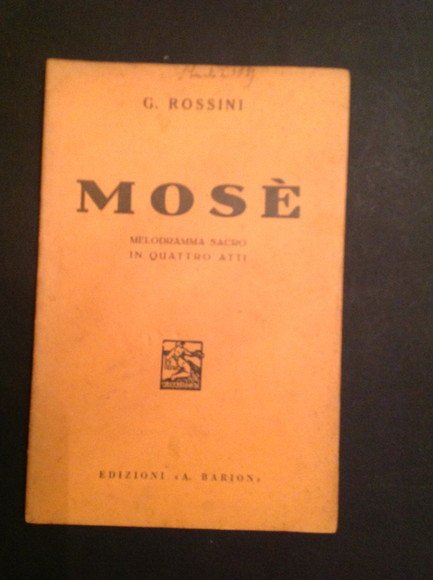 G. ROSSINI
MOSÈ
MELODRAMMA SACRO
IN QUATTRO ATTI
EDIZIONI «A. BARION»